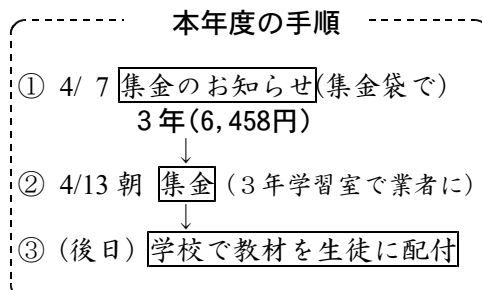 本年度の手順
① 4/ 7 集金のお知らせ(集金袋で)
3年(6,458円)
↓
② 4/13 朝 集金 (3年学習室で業者に)
↓
③ (後日) 学校で教材を生徒に配付